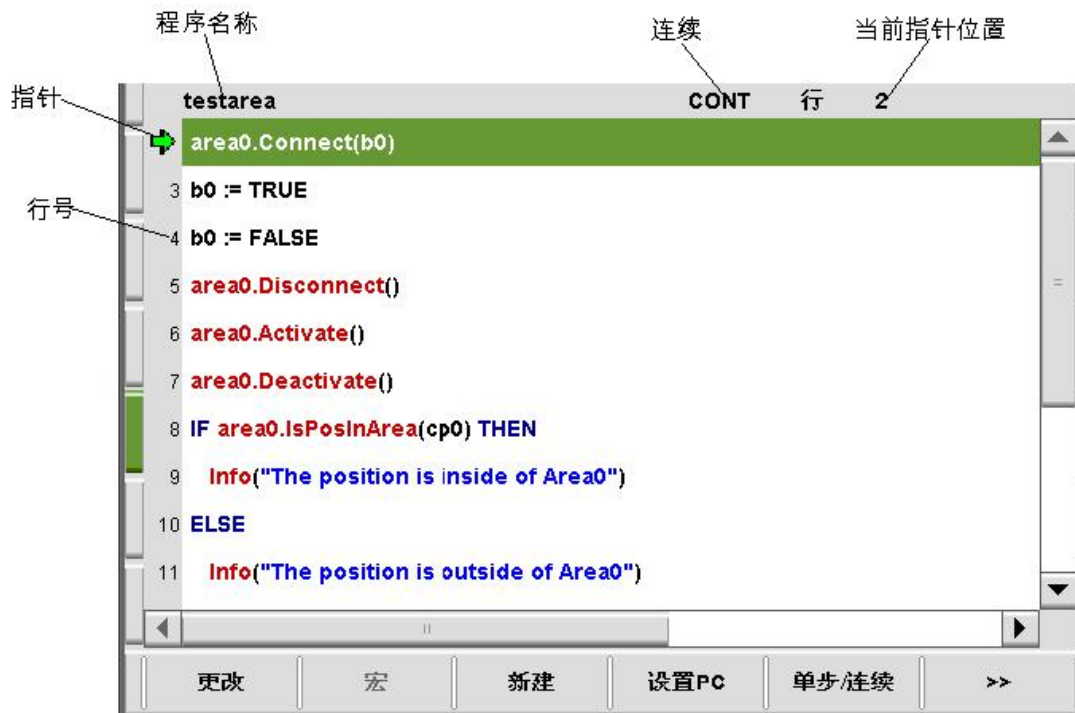 程序名称
连续
当前指针位置
指针
testarea CONT 行 2
area0.Connect(b0)
3 b0 := TRUE
行号
4 b0 := FALSE
5 area0.Disconnect()
6 area0.Activate()
7 area0.Deactivate()
8 IF area0.IsPosInArea(cp0) THEN
9 Info("The position is inside of Area0")
10 ELSE
11 Info("The position is outside of Area0")
更改 宏 新建 设置PC 单步/连续 >>